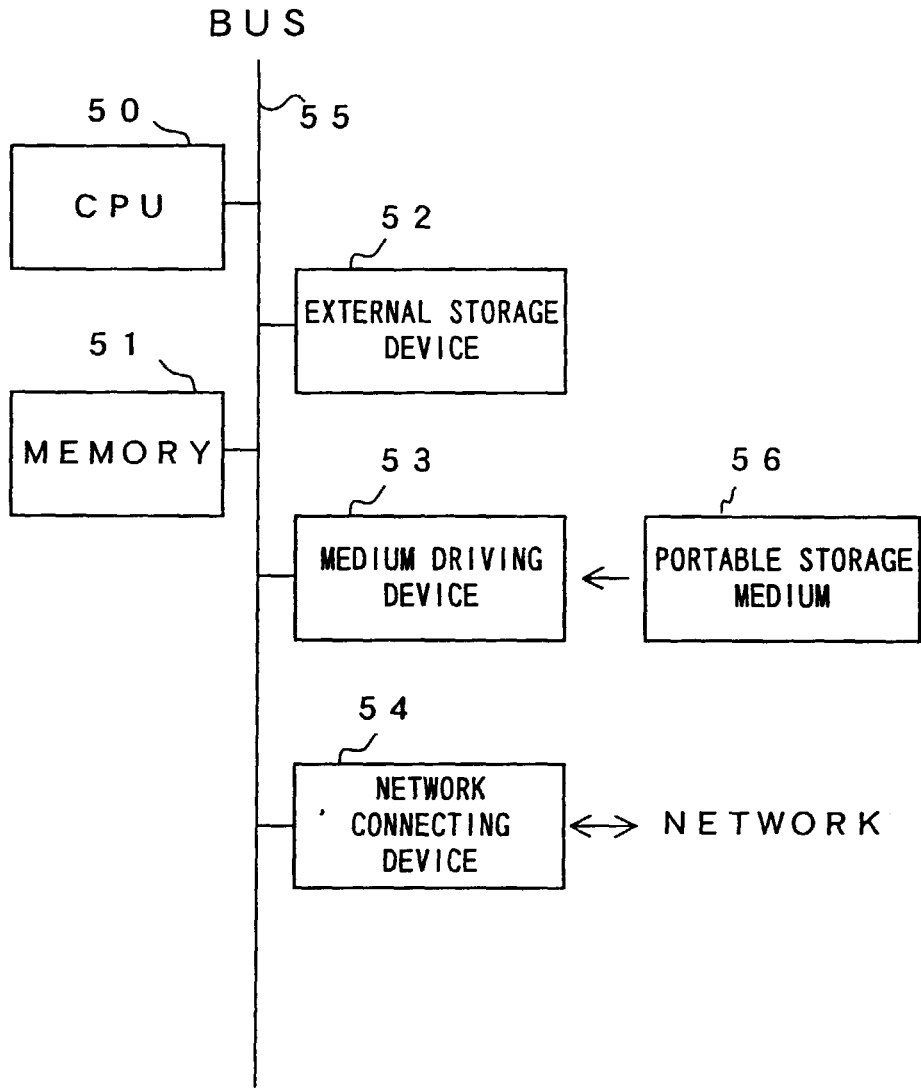 BUS
55
50
CPU
52
EXTERNAL STORAGE
DEVICE
51
MEMORY
53
MEDIUM DRIVING
DEVICE
56
PORTABLE STORAGE
MEDIUM
54
NETWORK
CONNECTING
DEVICE
NETWORK